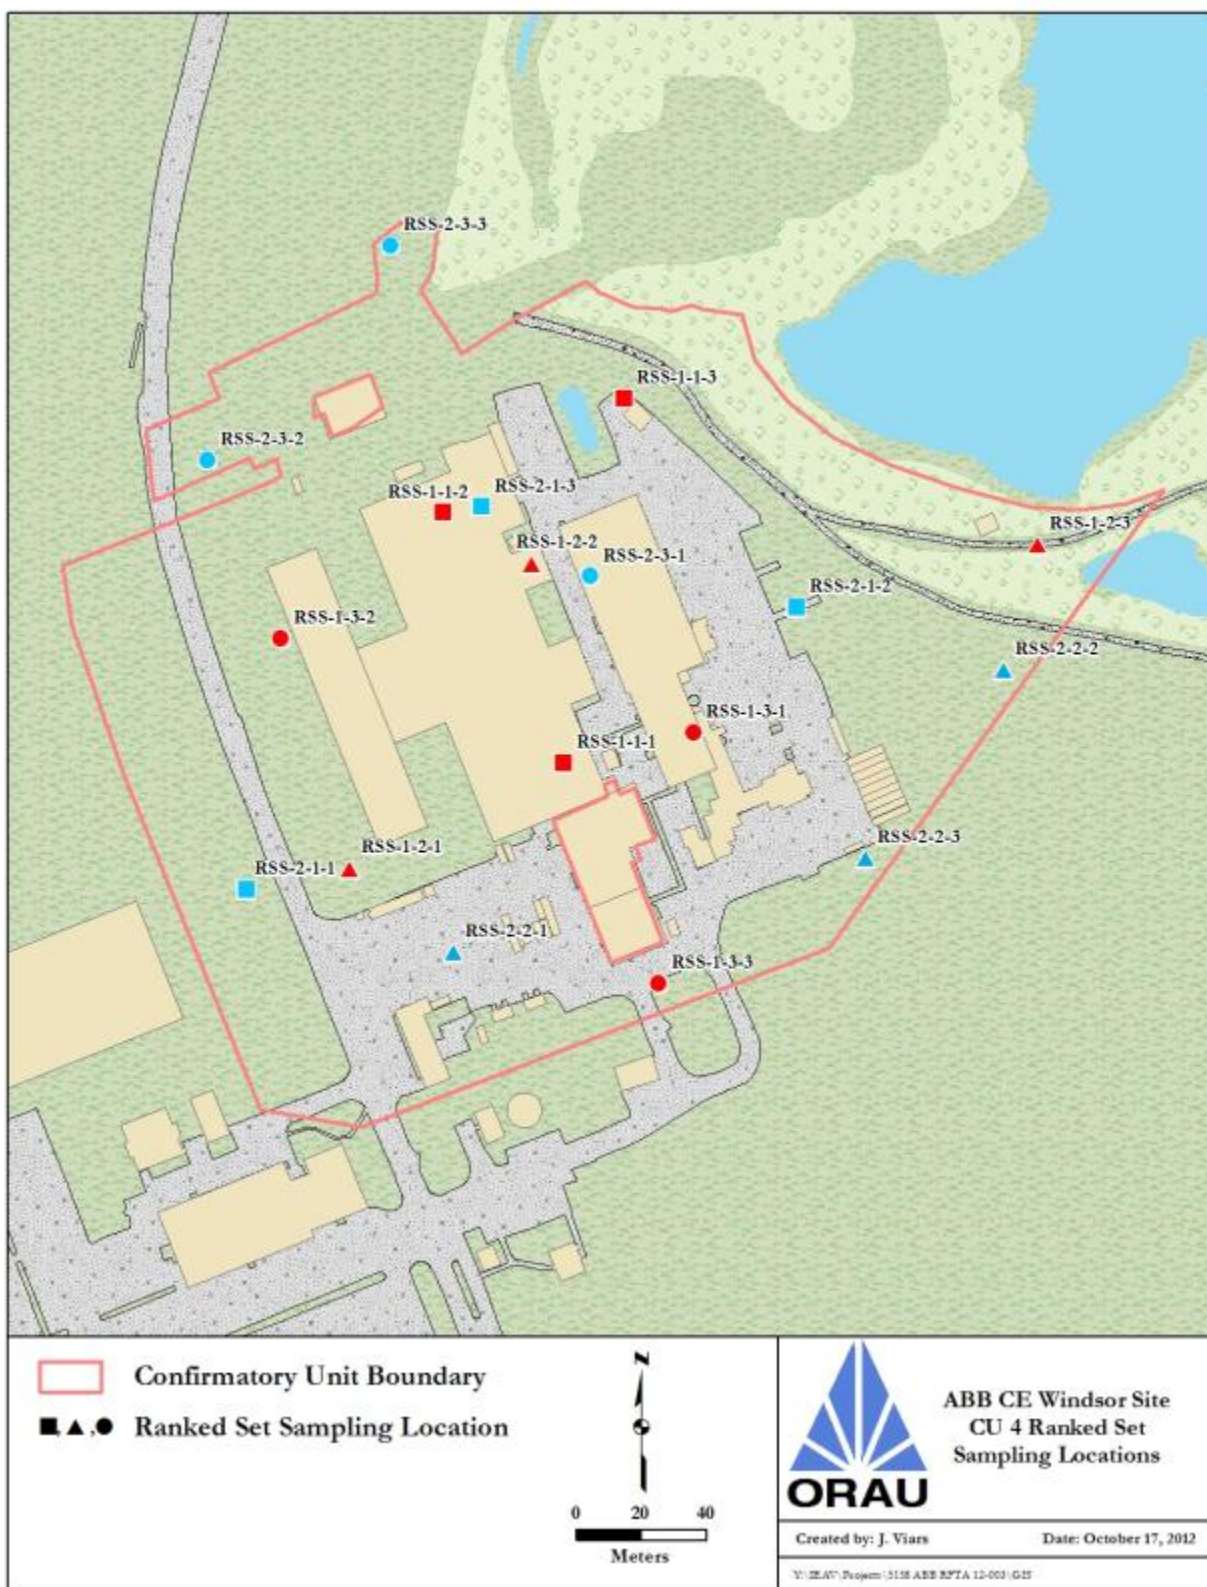 RSS-2-3-3
RSS-1-1-3
RSS-2-3-2
RSS-1-1-2
RSS-2-1-3
RSS-1-2-3
RSS-1-2-2
RSS-2-3-1
RSS-2-1-2
RSS-1-3-2
RSS-2-2-2
RSS-1-3-1
RSS-1-1-1
RSS-2-2-3
RSS-1-2-1
RSS-2-1-1
RSS-2-2-1
RSS-1-3-3
Confirmatory Unit Boundary
Ranked Set Sampling Location
N
0 20 40
Meters
ORAU
ABB CE Windsor Site
CU 4 Ranked Set
Sampling Locations
Created by: J. Viars
Date: October 17, 2012